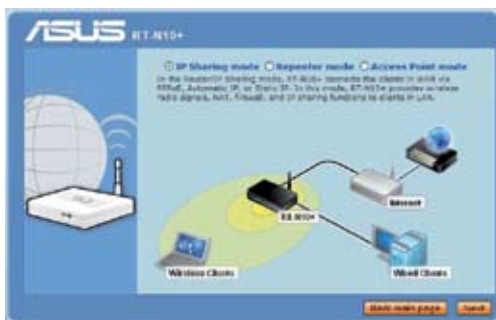 ASUS RT-N10+
IP Sharing mode Repeater mode Access Point mode
In the Router/IP Sharing mode, RT-N10+ connects the clients in WAN via
PPPoE, Automatic IP, or Static IP. In this mode, RT-N10+ provides wireless
radio signals, NAT, firewall, and IP sharing functions to clients in LAN.
Internet
RT-N10+
Wireless Clients
Wired Clients
Back main page
Next